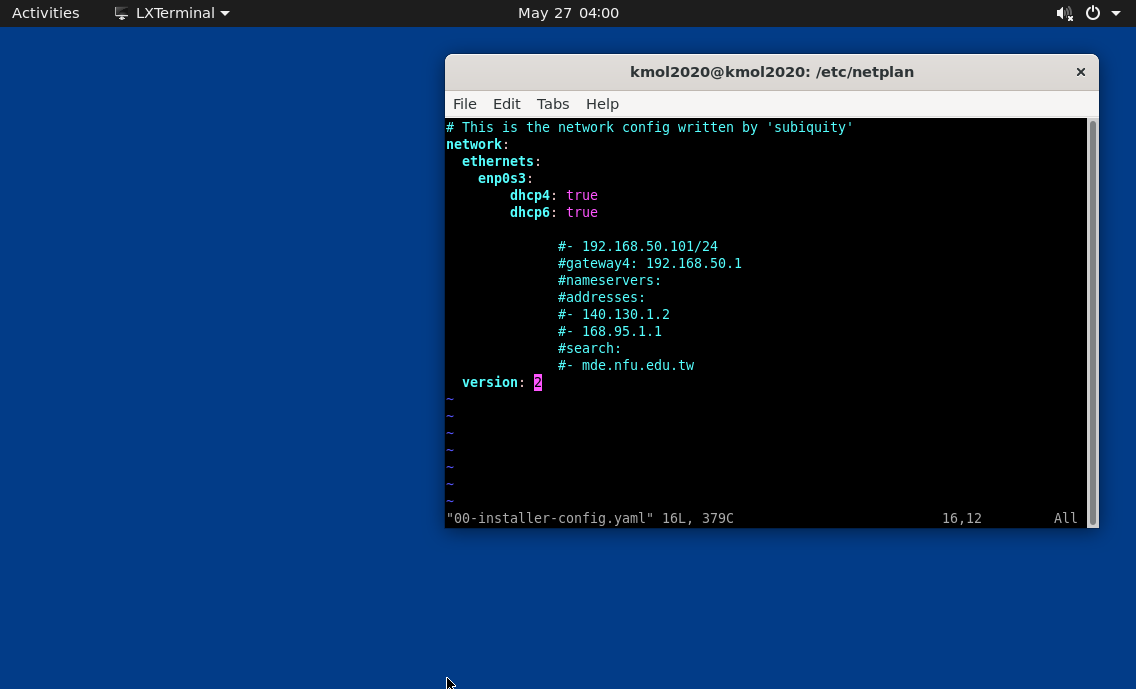 Activities LXTerminal May 27 04:00
kmol2020@kmol2020: /etc/netplan ×
File Edit Tabs Help
# This is the network config written by 'subiquity'
network:
  ethernets:
    enp0s3:
        dhcp4: true
        dhcp6: true
              #- 192.168.50.101/24
              #gateway4: 192.168.50.1
              #nameservers:
              #addresses:
              #- 140.130.1.2
              #- 168.95.1.1
              #search:
              #- mde.nfu.edu.tw
  version: 2
~
~
~
~
~
~
~
"00-installer-config.yaml" 16L, 379C 16,12 All